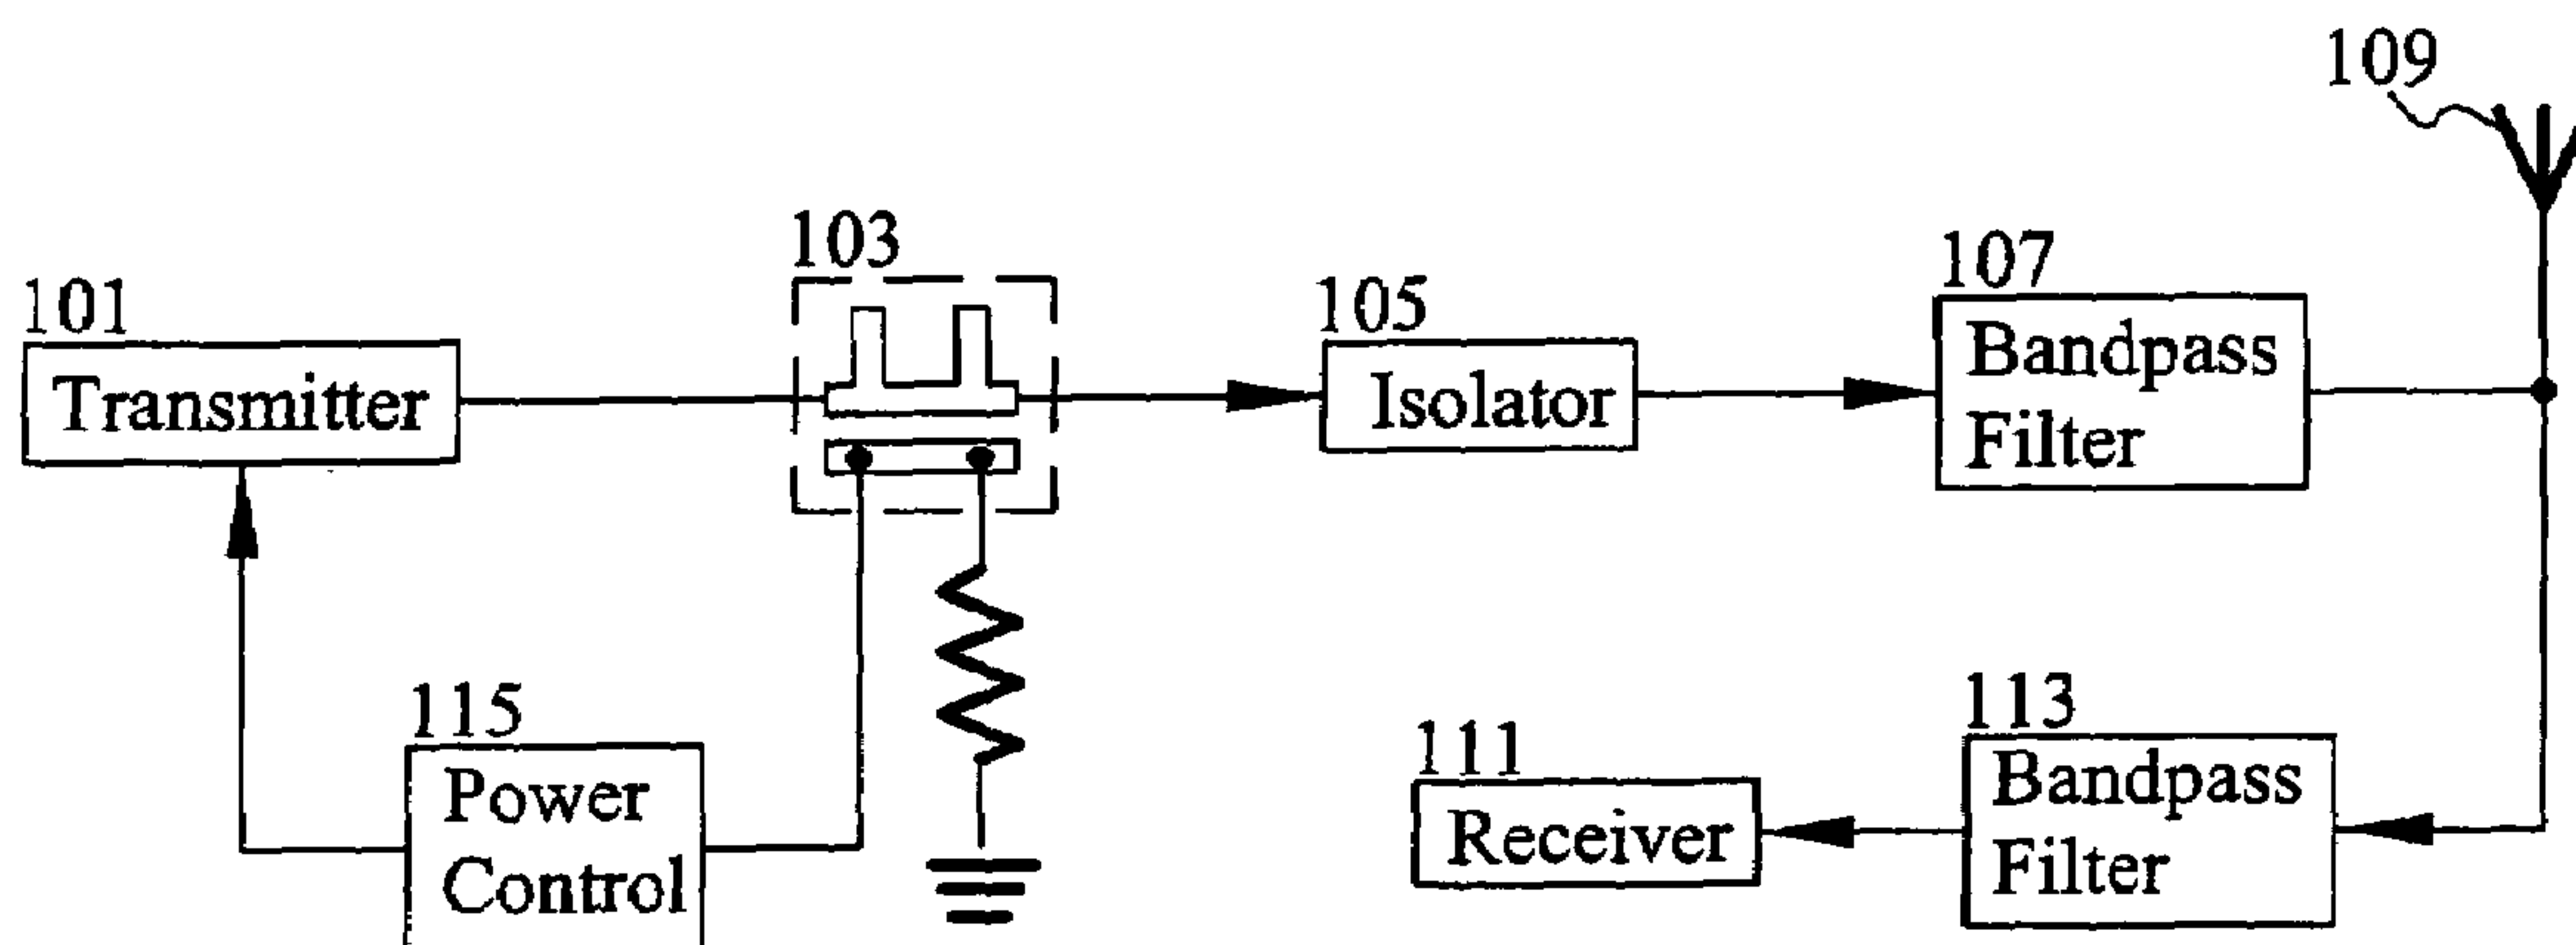 109
103
107
101
105
Bandpass
Filter
Transmitter
Isolator
113
115
111
Bandpass
Filter
Power
Control
Receiver